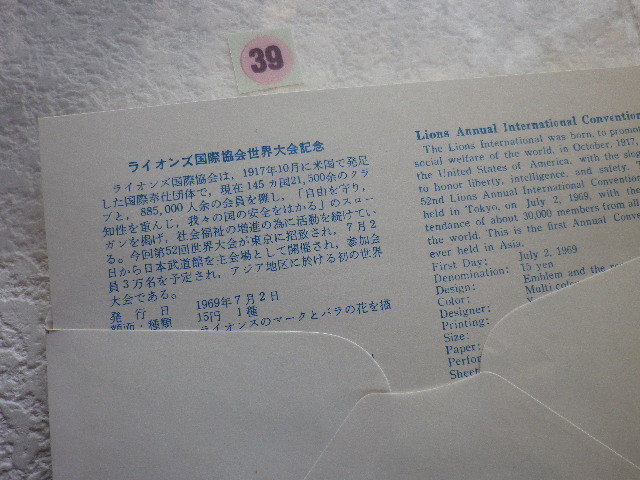 39
ライオンズ国際協会世界大会記念
ライオンズ国際協会は、1917年10月に米国で発足
した国際奉仕団体で、現在145ヵ国21,500余のクラ
ブと、885,000人余の会員を擁し、「自由を守り、
知性を重んじ、我々の国の安全をはかる」のスロー
ガンを掲げ、社会福祉の増進の為に活動を続けてい
る。今回第52回世界大会が東京に招致され、7月2
日から日本武道館を主会場として開催され、参加会
員3万名を予定され、アジア地区に於ける初の世界
大会である。
発行日 1969年7月2日
額面・種類 15円 1種
ライオンスのマークとバラの花を描
Lions Annual International Convention
The Lions International was born, to promo
social welfare of the world, in October, 1917,
the United States of America, with the
to honor liberty, intelligence, and safety.
52nd Lions Annual International Convention
held in Tokyo, on July 2, 1969, with the
tendance of about 30,000 members from all
the world. This is the first Annual Conve
ever held in Asia.
First Day: July 2, 1969
Denomination: 15 yen
Design: Emblem and the
Color: Multi colo
Designer:
Printing:
Size:
Paper:
Perfor
Sheet